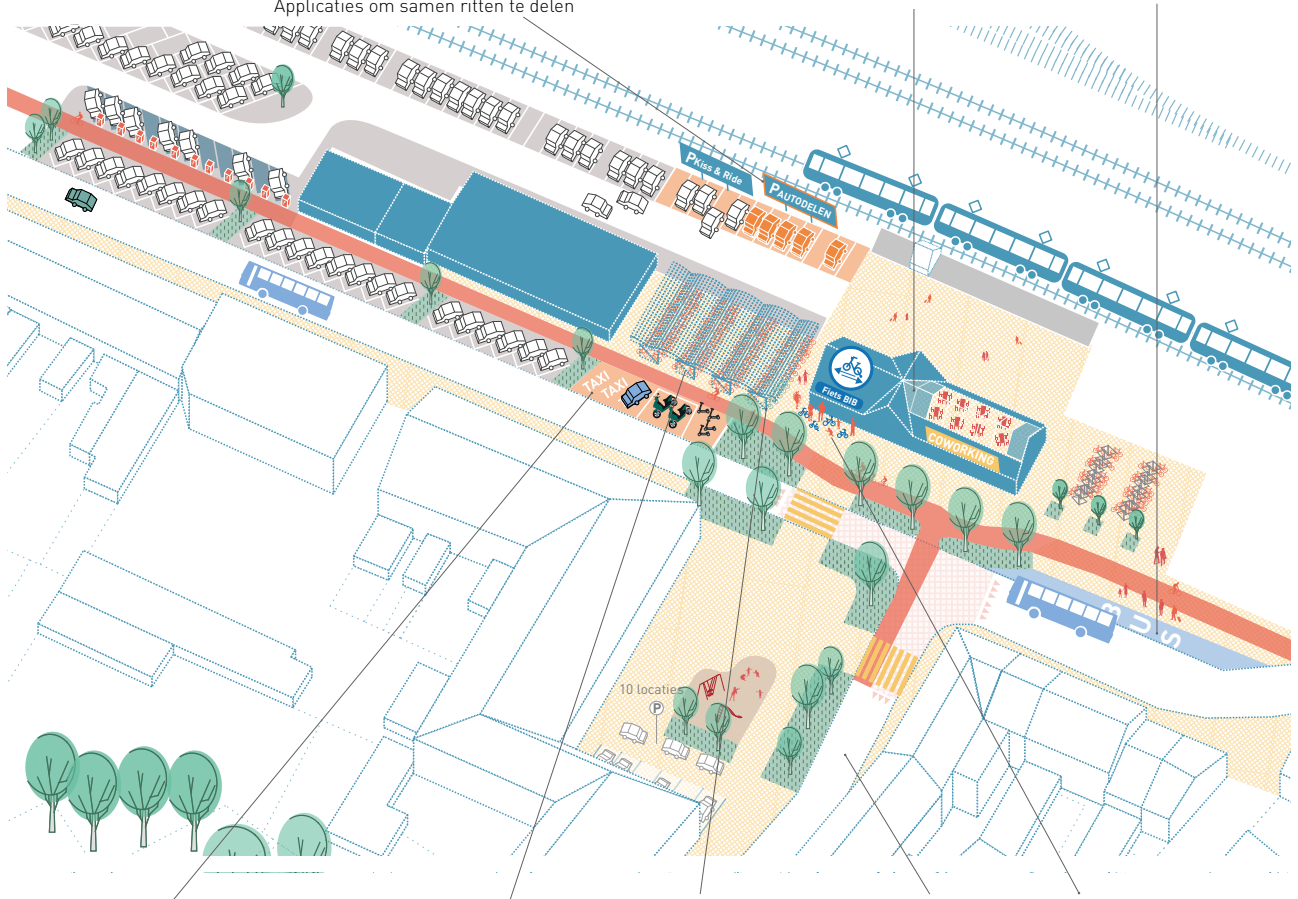 Applicaties om samen ritten te delen
P Kiss & Ride
P AUTODELEN
TAXI
TAXI
Fiets BIB
COWORKING
BUS
10 locaties
P